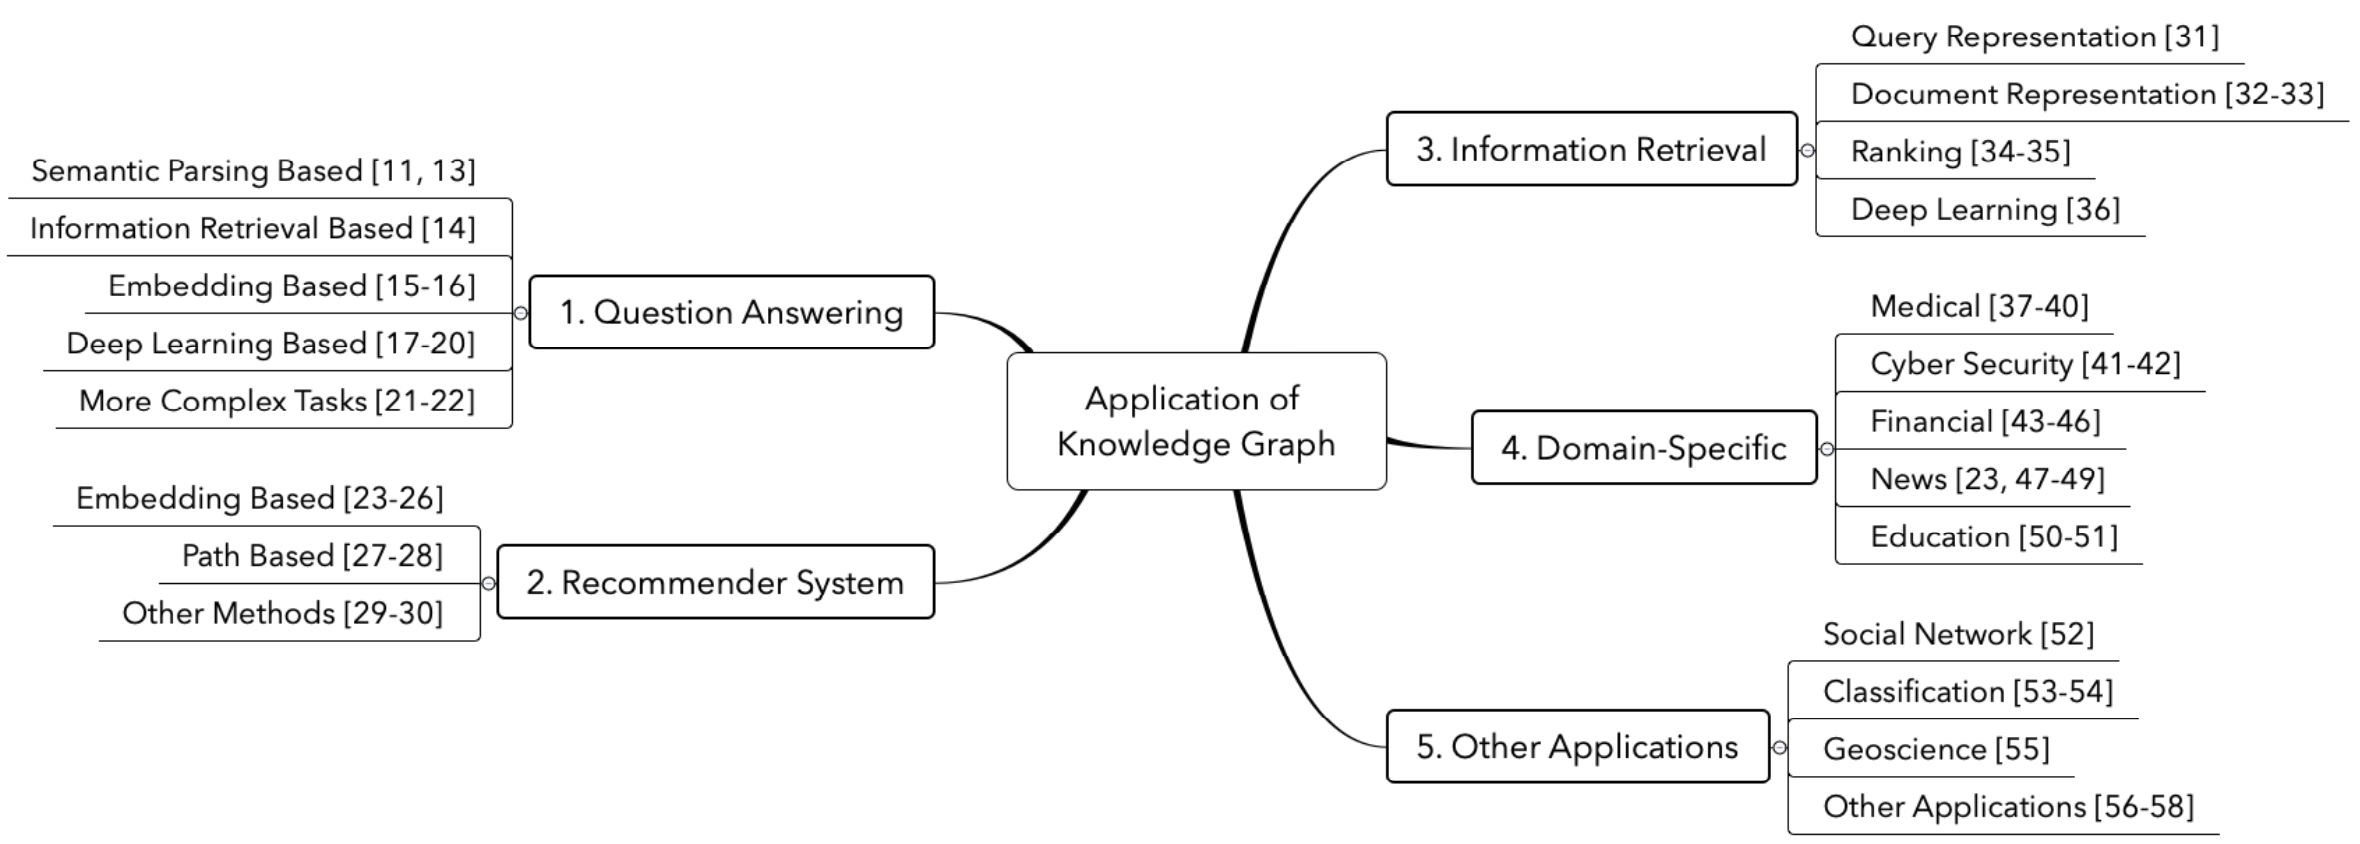 Application of
Knowledge Graph
1. Question Answering
Semantic Parsing Based [11, 13]
Information Retrieval Based [14]
Embedding Based [15-16]
Deep Learning Based [17-20]
More Complex Tasks [21-22]
2. Recommender System
Embedding Based [23-26]
Path Based [27-28]
Other Methods [29-30]
3. Information Retrieval
Query Representation [31]
Document Representation [32-33]
Ranking [34-35]
Deep Learning [36]
4. Domain-Specific
Medical [37-40]
Cyber Security [41-42]
Financial [43-46]
News [23, 47-49]
Education [50-51]
5. Other Applications
Social Network [52]
Classification [53-54]
Geoscience [55]
Other Applications [56-58]